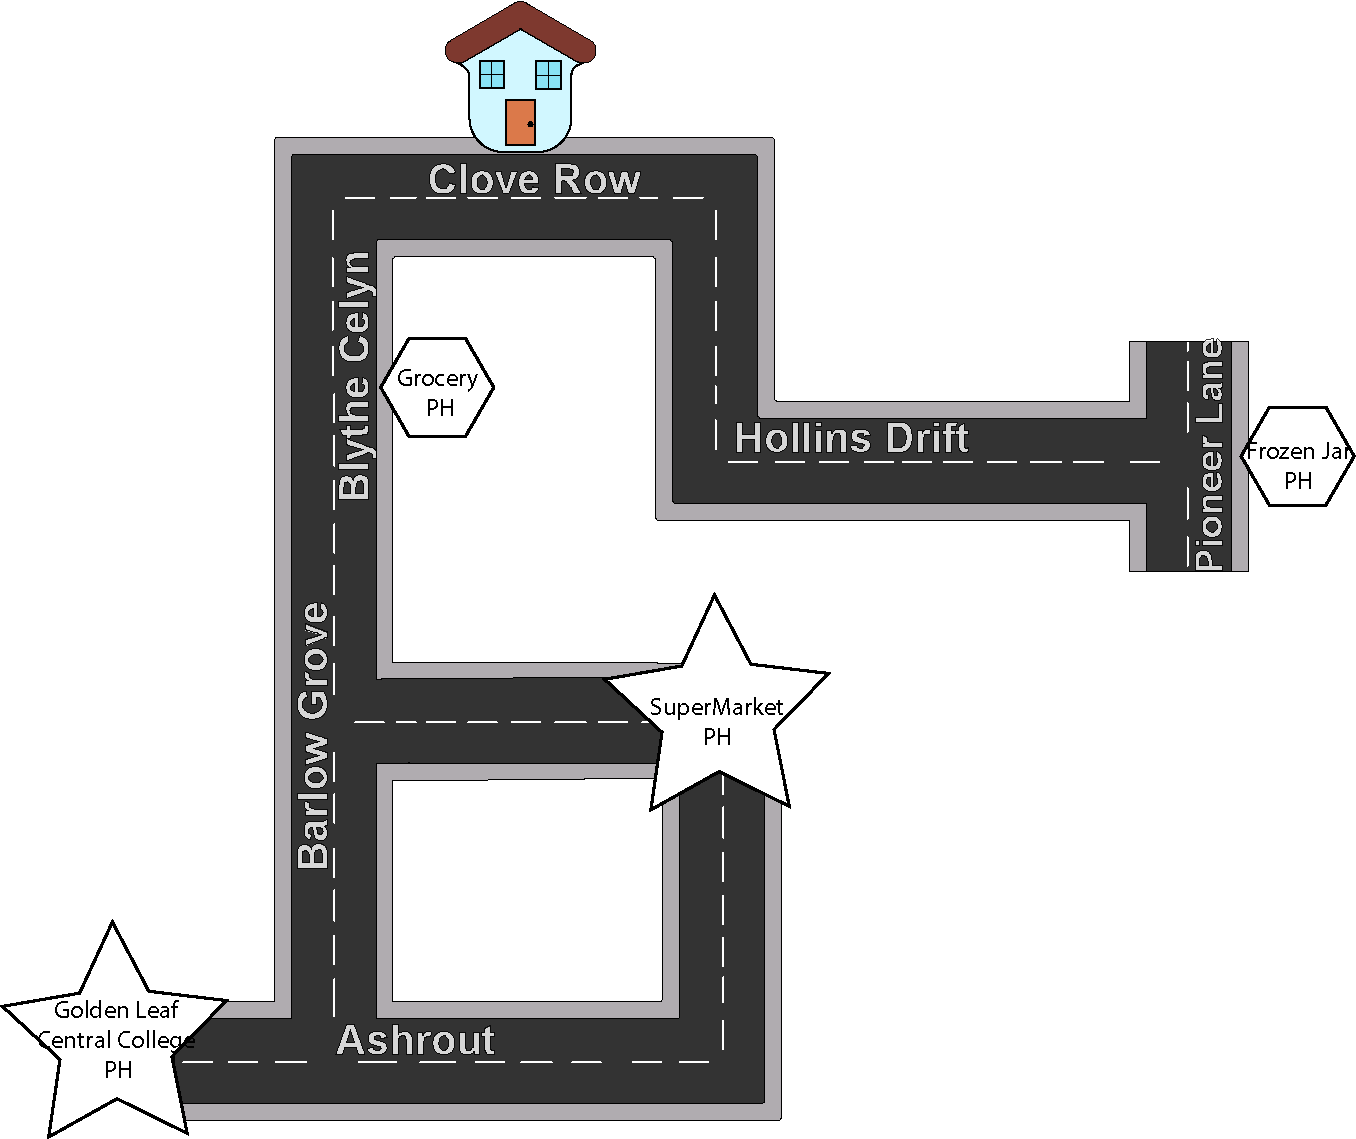 Clove Row
Blythe Celyn
Grocery
PH
Hollins Drift
Pioneer Lane
Frozen Jar
PH
Barlow Grove
SuperMarket
PH
Golden Leaf
Central College
PH
Ashrout